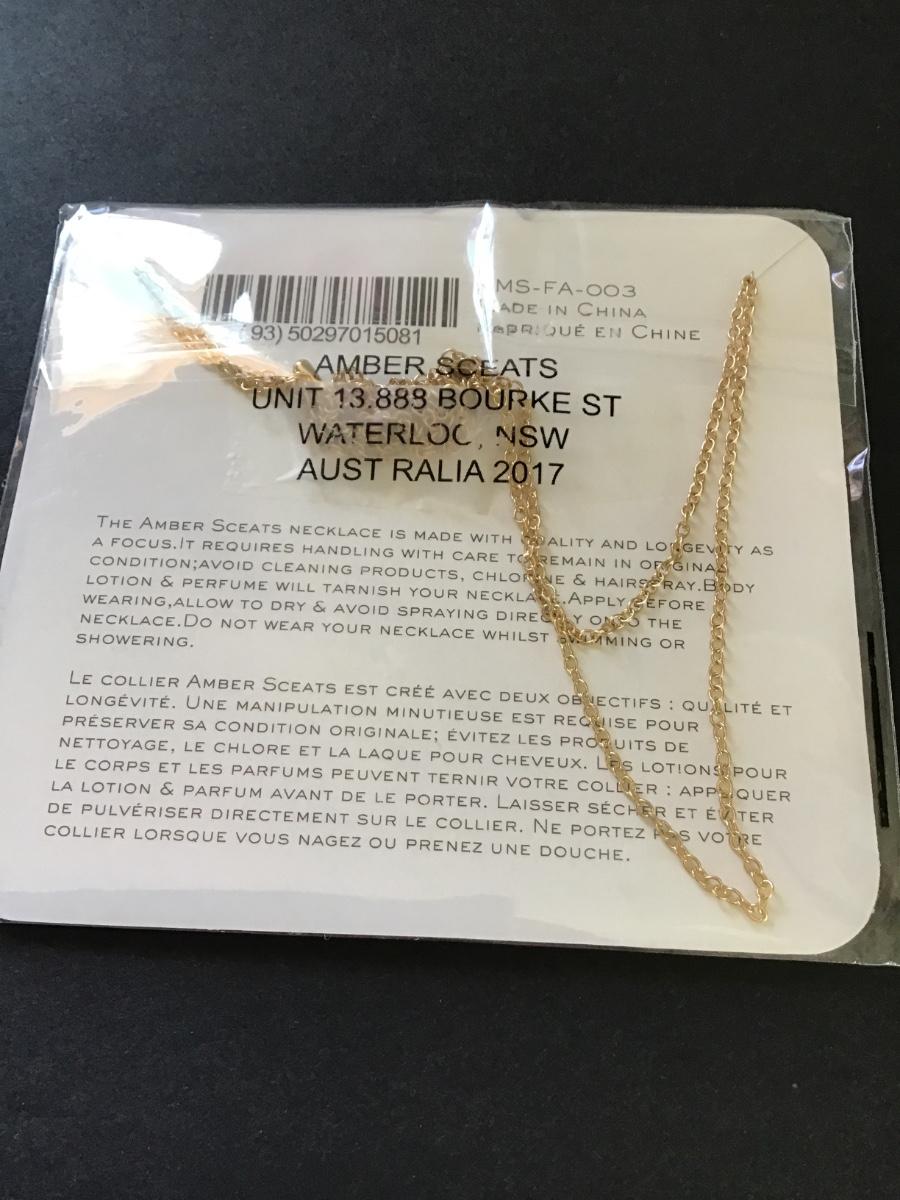 MS-FA-003
MADE IN CHINA
FABRIQUÉ EN CHINE
(93) 50297015081
AMBER SCEATS
UNIT 13.888 BOURKE ST
WATERLOO, NSW
AUST RALIA 2017
THE AMBER SCEATS NECKLACE IS MADE WITH QUALITY AND LONGEVITY AS
A FOCUS.IT REQUIRES HANDLING WITH CARE TO REMAIN IN ORIGINAL
CONDITION;AVOID CLEANING PRODUCTS, CHLORINE & HAIRSPRAY.BODY
LOTION & PERFUME WILL TARNISH YOUR NECKLACE.APPLY BEFORE
WEARING,ALLOW TO DRY & AVOID SPRAYING DIRECTLY ONTO THE
NECKLACE.DO NOT WEAR YOUR NECKLACE WHILST SWIMMING OR
SHOWERING.
LE COLLIER AMBER SCEATS EST CRÉÉ AVEC DEUX OBJECTIFS : QUALITÉ ET
LONGÉVITÉ. UNE MANIPULATION MINUTIEUSE EST REQUISE POUR
PRÉSERVER SA CONDITION ORIGINALE; ÉVITEZ LES PRODUITS DE
NETTOYAGE, LE CHLORE ET LA LAQUE POUR CHEVEUX. LES LOTIONS POUR
LE CORPS ET LES PARFUMS PEUVENT TERNIR VOTRE COLLIER : APPLIQUER
LA LOTION & PARFUM AVANT DE LE PORTER. LAISSER SÉCHER ET ÉVITER
DE PULVÉRISER DIRECTEMENT SUR LE COLLIER. NE PORTEZ PAS VOTRE
COLLIER LORSQUE VOUS NAGEZ OU PRENEZ UNE DOUCHE.